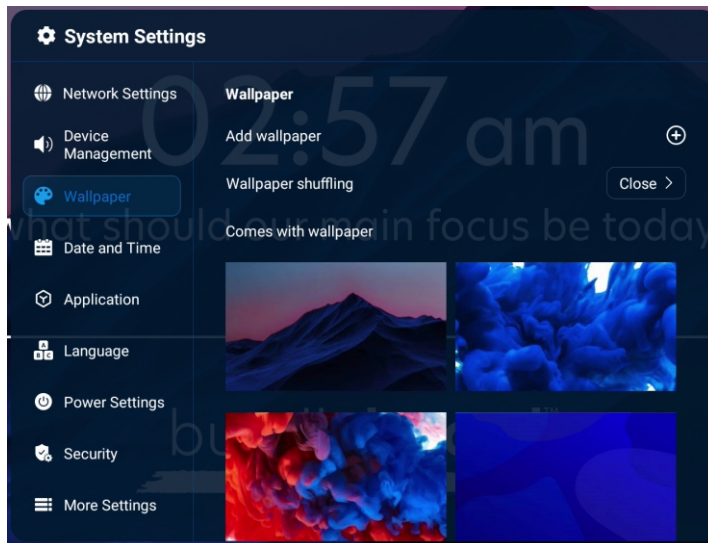 System Settings
Network Settings
Device
Management
Wallpaper
Date and Time
Application
Language
Power Settings
Security
More Settings
Wallpaper
Add wallpaper
Wallpaper shuffling
Close >
Comes with wallpaper
02:57 am
what should our main focus be today